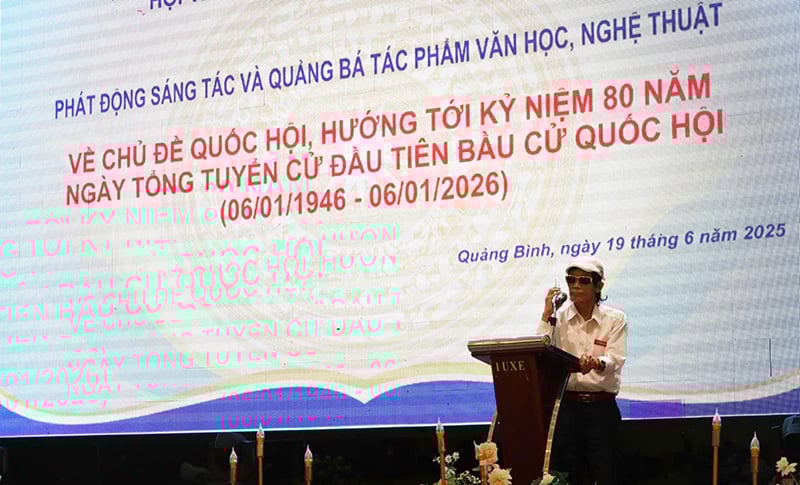 PHÁT ĐỘNG SÁNG TÁC VÀ QUẢNG BÁ TÁC PHẨM VĂN HỌC, NGHỆ THUẬT
VỀ CHỦ ĐỀ QUỐC HỘI, HƯỚNG TỚI KỶ NIỆM 80 NĂM
NGÀY TỔNG TUYỂN CỬ ĐẦU TIÊN BẦU CỬ QUỐC HỘI
(06/01/1946 - 06/01/2026)
Quảng Bình, ngày 19 tháng 6 năm 2025
LUXE